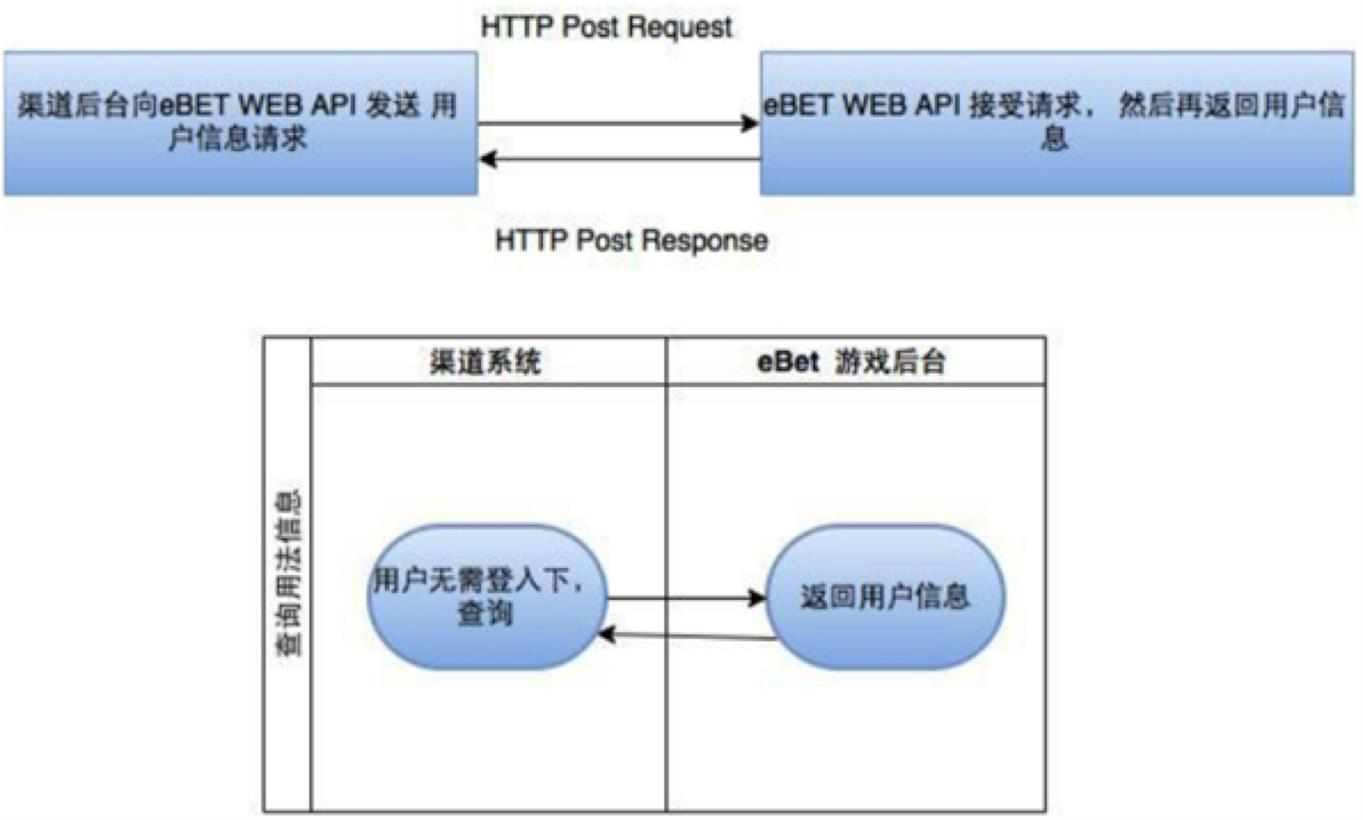 HTTP Post Request
渠道后台向eBET WEB API 发送 用
户信息请求
eBET WEB API 接受请求， 然后再返回用户信
息
HTTP Post Response
渠道系统
eBet 游戏后台
查询用法信息
用户无需登入下，
查询
返回用户信息